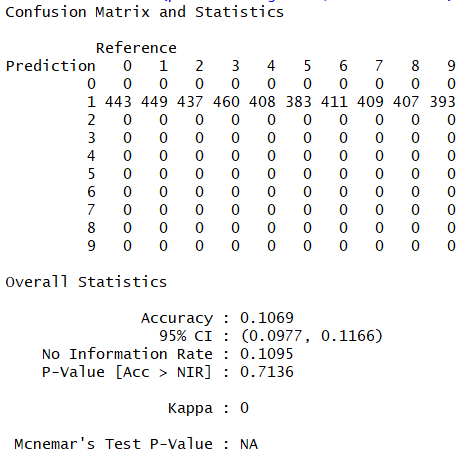 Confusion Matrix and Statistics
Reference
Prediction 0 1 2 3 4 5 6 7 8 9
0 0 0 0 0 0 0 0 0 0 0
1 443 449 437 460 408 383 411 409 407 393
2 0 0 0 0 0 0 0 0 0 0
3 0 0 0 0 0 0 0 0 0 0
4 0 0 0 0 0 0 0 0 0 0
5 0 0 0 0 0 0 0 0 0 0
6 0 0 0 0 0 0 0 0 0 0
7 0 0 0 0 0 0 0 0 0 0
8 0 0 0 0 0 0 0 0 0 0
9 0 0 0 0 0 0 0 0 0 0
Overall Statistics
Accuracy : 0.1069
95% CI : (0.0977, 0.1166)
No Information Rate : 0.1095
P-Value [Acc > NIR] : 0.7136
Kappa : 0
Mcnemar's Test P-Value : NA